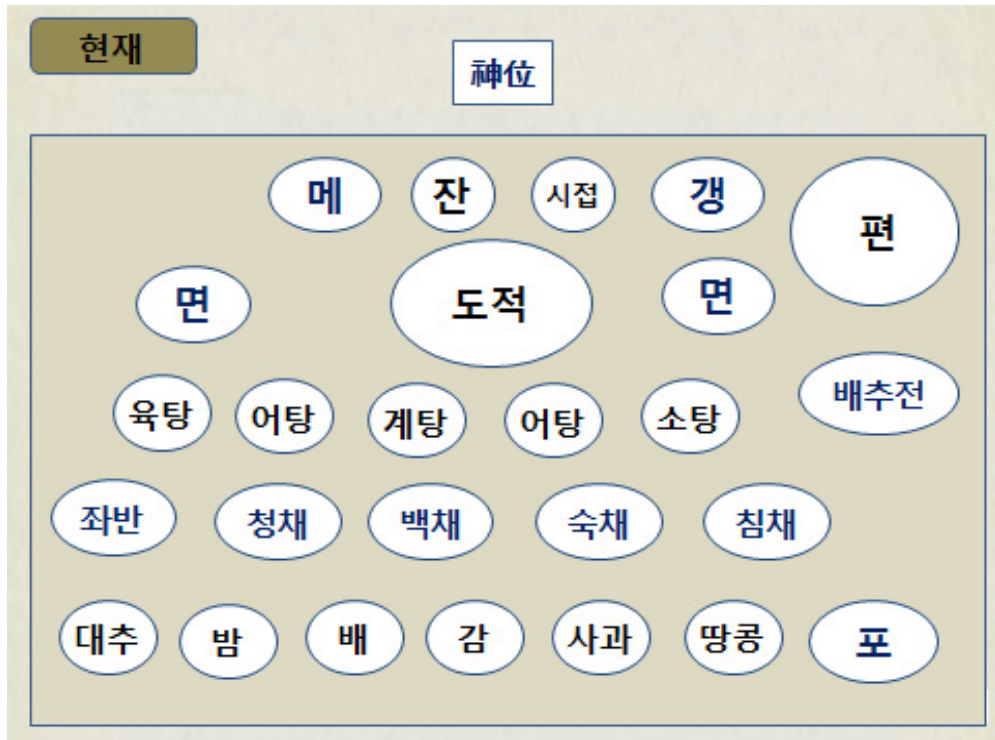 현재
神位
메 잔 시접 갱
편
면 도적 면
배추전
육탕 어탕 계탕 어탕 소탕
좌반 청채 백채 숙채 침채
대추 밤 배 감 사과 땅콩 포